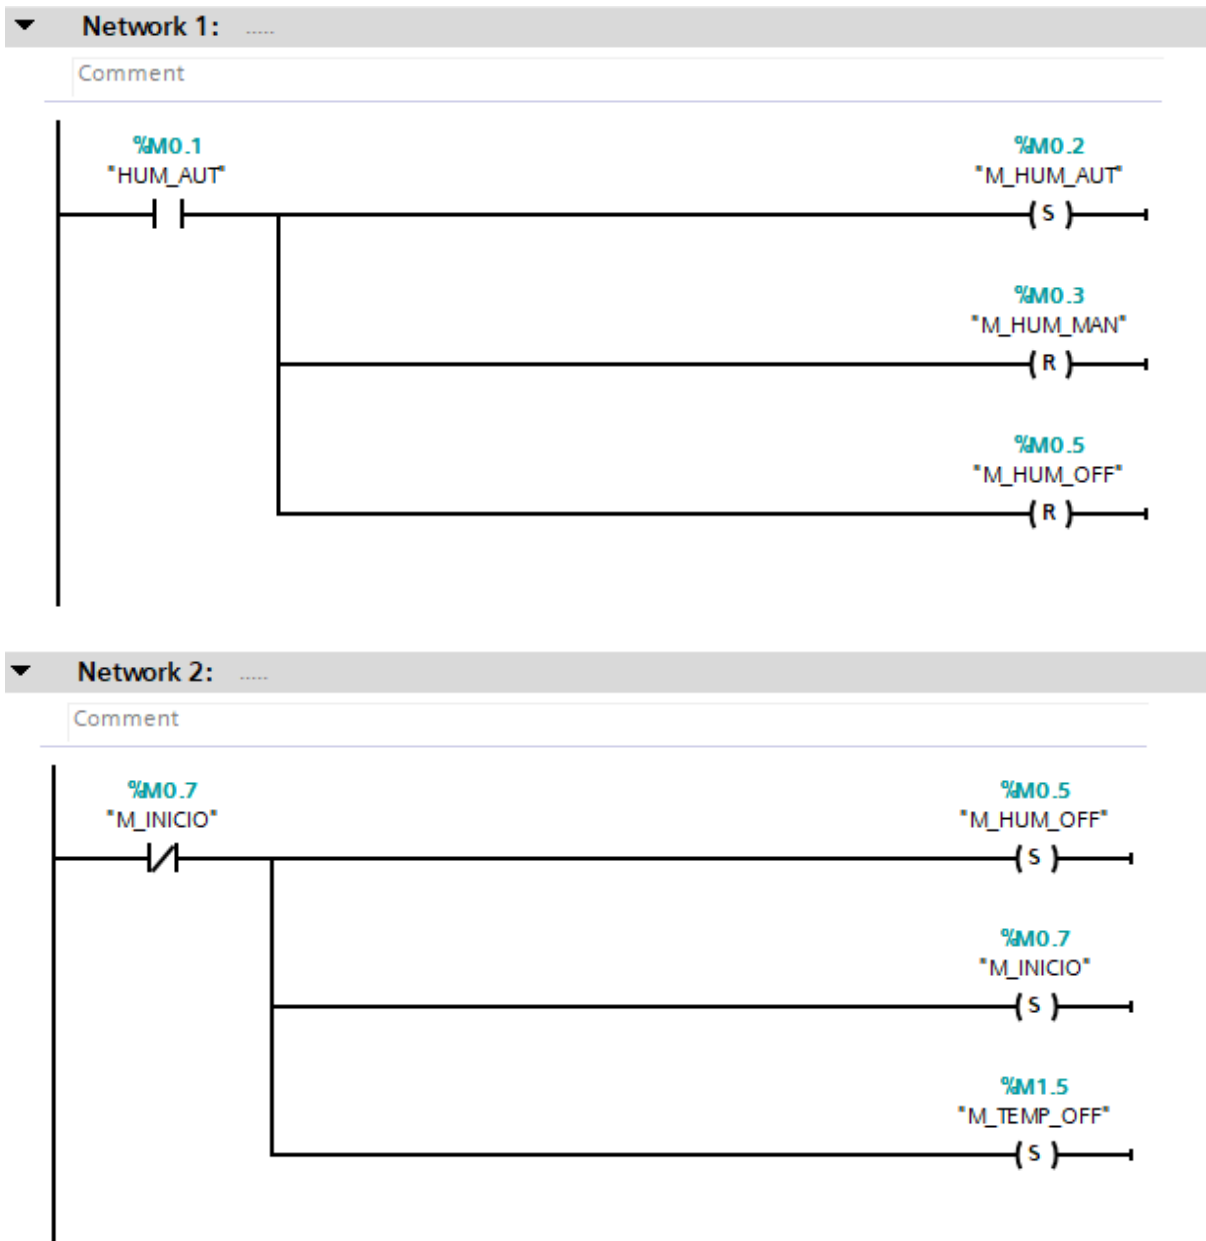 Network 1: .....
Comment
%M0.1
"HUM_AUT"
%M0.2
"M_HUM_AUT"
( S )
%M0.3
"M_HUM_MAN"
( R )
%M0.5
"M_HUM_OFF"
( R )
Network 2: .....
Comment
%M0.7
"M_INICIO"
%M0.5
"M_HUM_OFF"
( S )
%M0.7
"M_INICIO"
( S )
%M1.5
"M_TEMP_OFF"
( S )